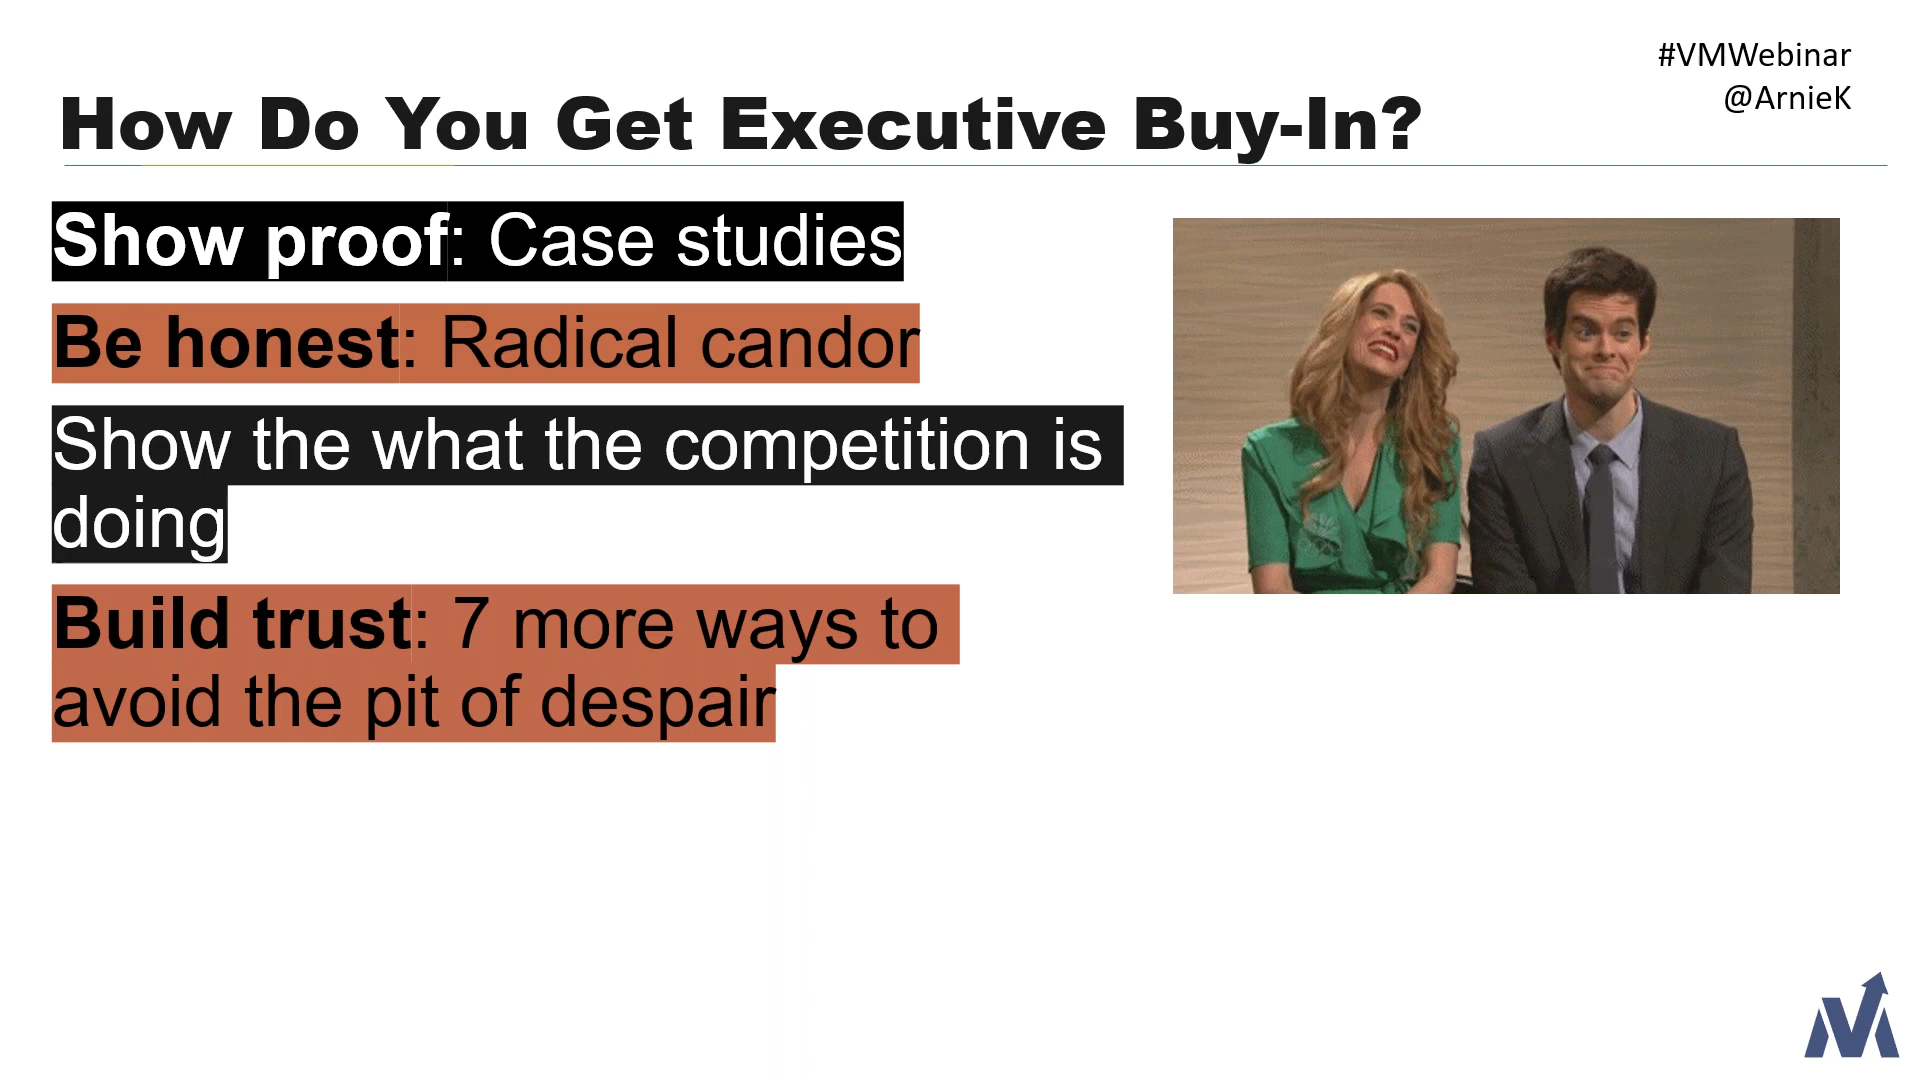 #VMWebinar
@ArnieK
How Do You Get Executive Buy-In?
Show proof: Case studies
Be honest: Radical candor
Show the what the competition is
doing
Build trust: 7 more ways to
avoid the pit of despair